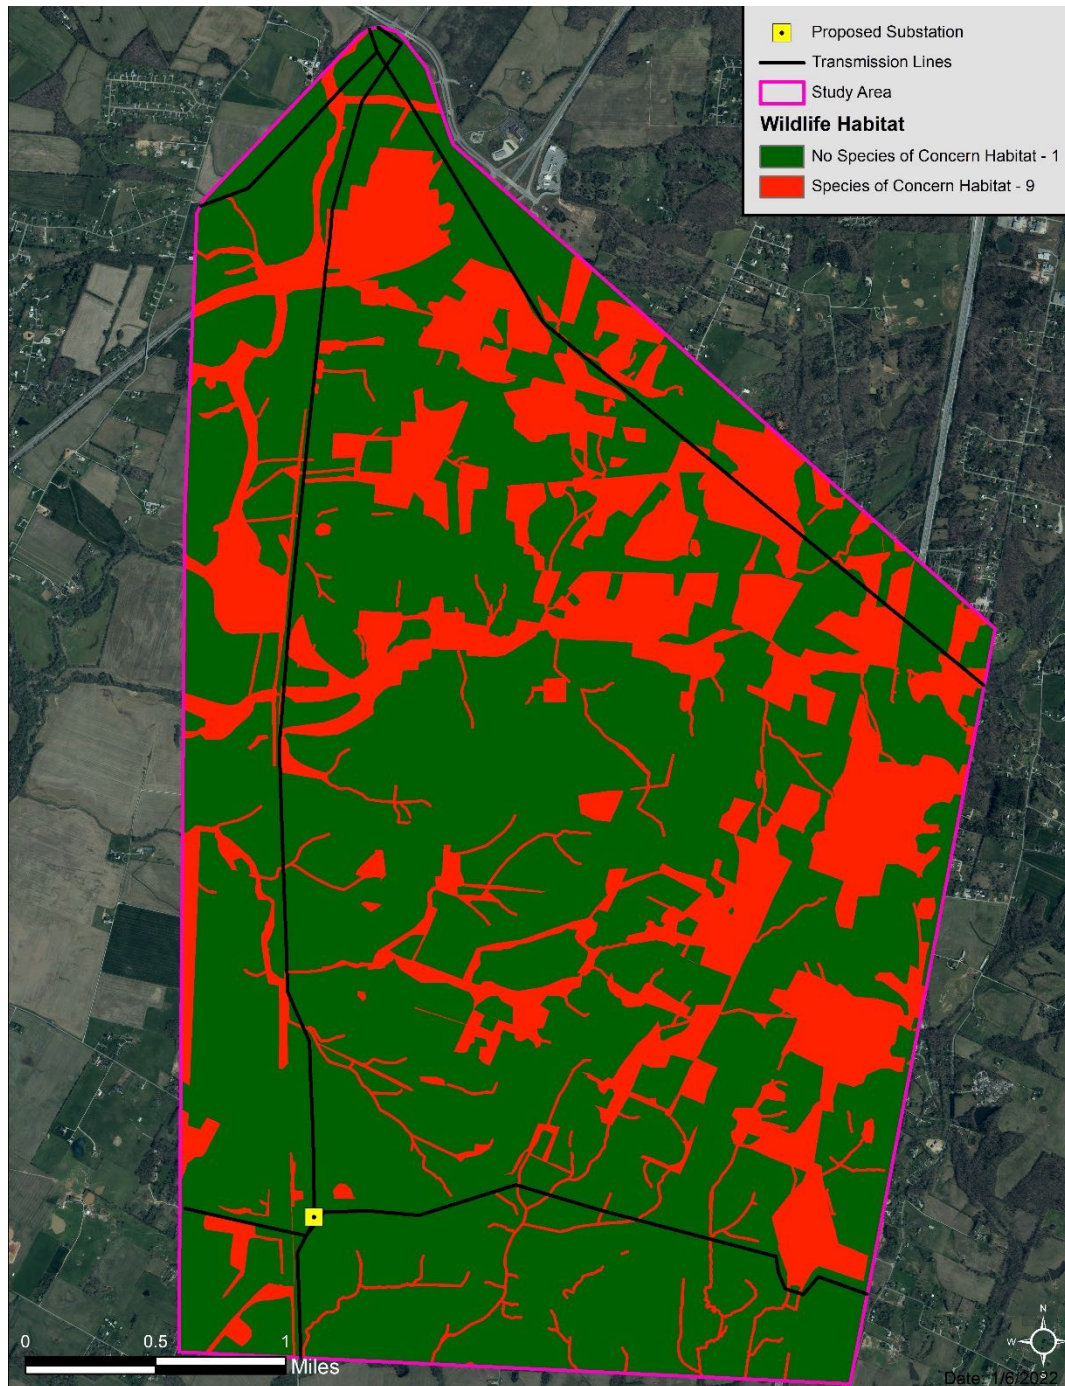 Proposed Substation
Transmission Lines
Study Area
Wildlife Habitat
No Species of Concern Habitat - 1
Species of Concern Habitat - 9
0 0.5 1
Miles
N
W
S
Date: 1/6/2022